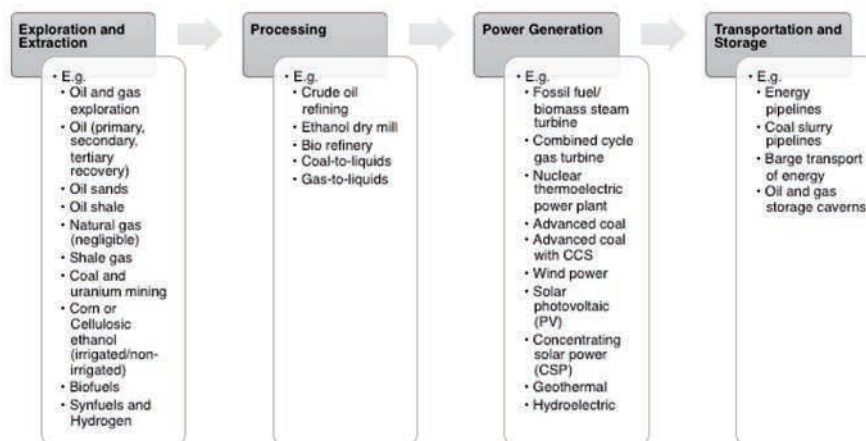 Exploration and
Extraction
• E.g.
• Oil and gas
exploration
• Oil (primary,
secondary,
tertiary
recovery)
• Oil sands
• Oil shale
• Natural gas
(negligible)
• Shale gas
• Coal and
uranium mining
• Corn or
Cellulosic
ethanol
(irrigated/non-
irrigated)
• Biofuels
• Synfuels and
Hydrogen
Processing
• E.g.
• Crude oil
refining
• Ethanol dry mill
• Bio refinery
• Coal-to-liquids
• Gas-to-liquids
Power Generation
• E.g.
• Fossil fuel/
biomass steam
turbine
• Combined cycle
gas turbine
• Nuclear
thermoelectric
power plant
• Advanced coal
• Advanced coal
with CCS
• Wind power
• Solar
photovoltaic
(PV)
• Concentrating
solar power
(CSP)
• Geothermal
• Hydroelectric
Transportation and
Storage
• E.g.
• Energy
pipelines
• Coal slurry
pipelines
• Barge transport
of energy
• Oil and gas
storage caverns